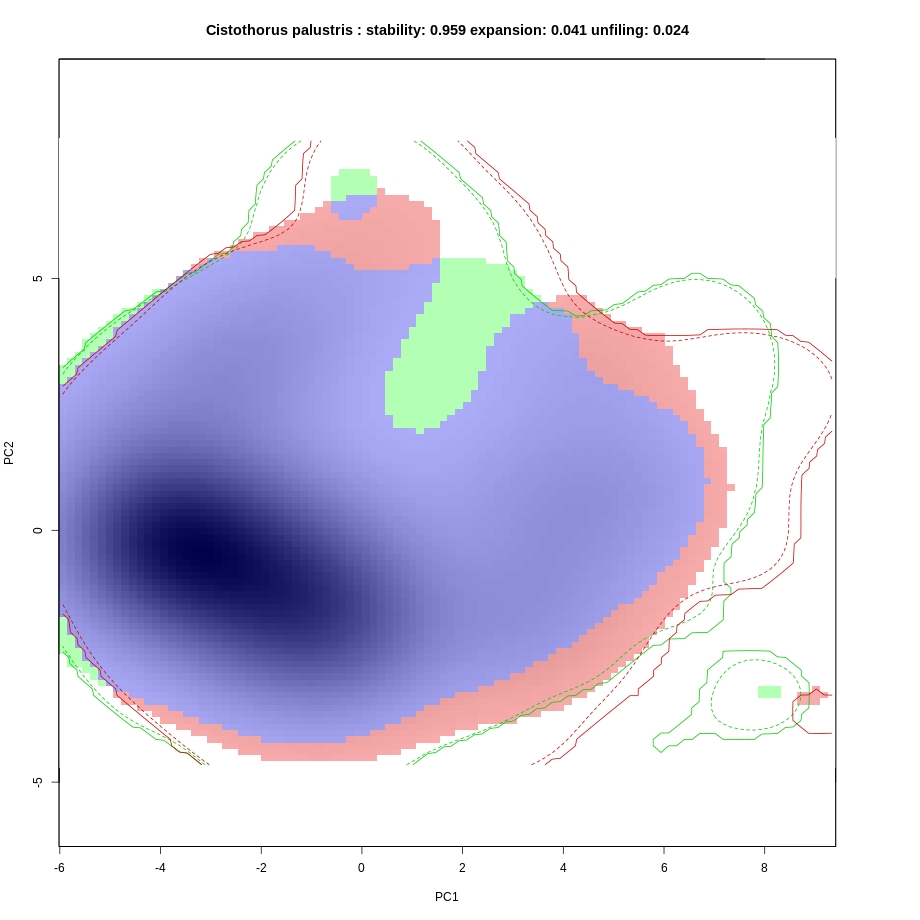 Cistothorus palustris : stability: 0.959 expansion: 0.041 unfiling: 0.024
5
0
-5
PC2
-6 -4 -2 0 2 4 6 8
PC1